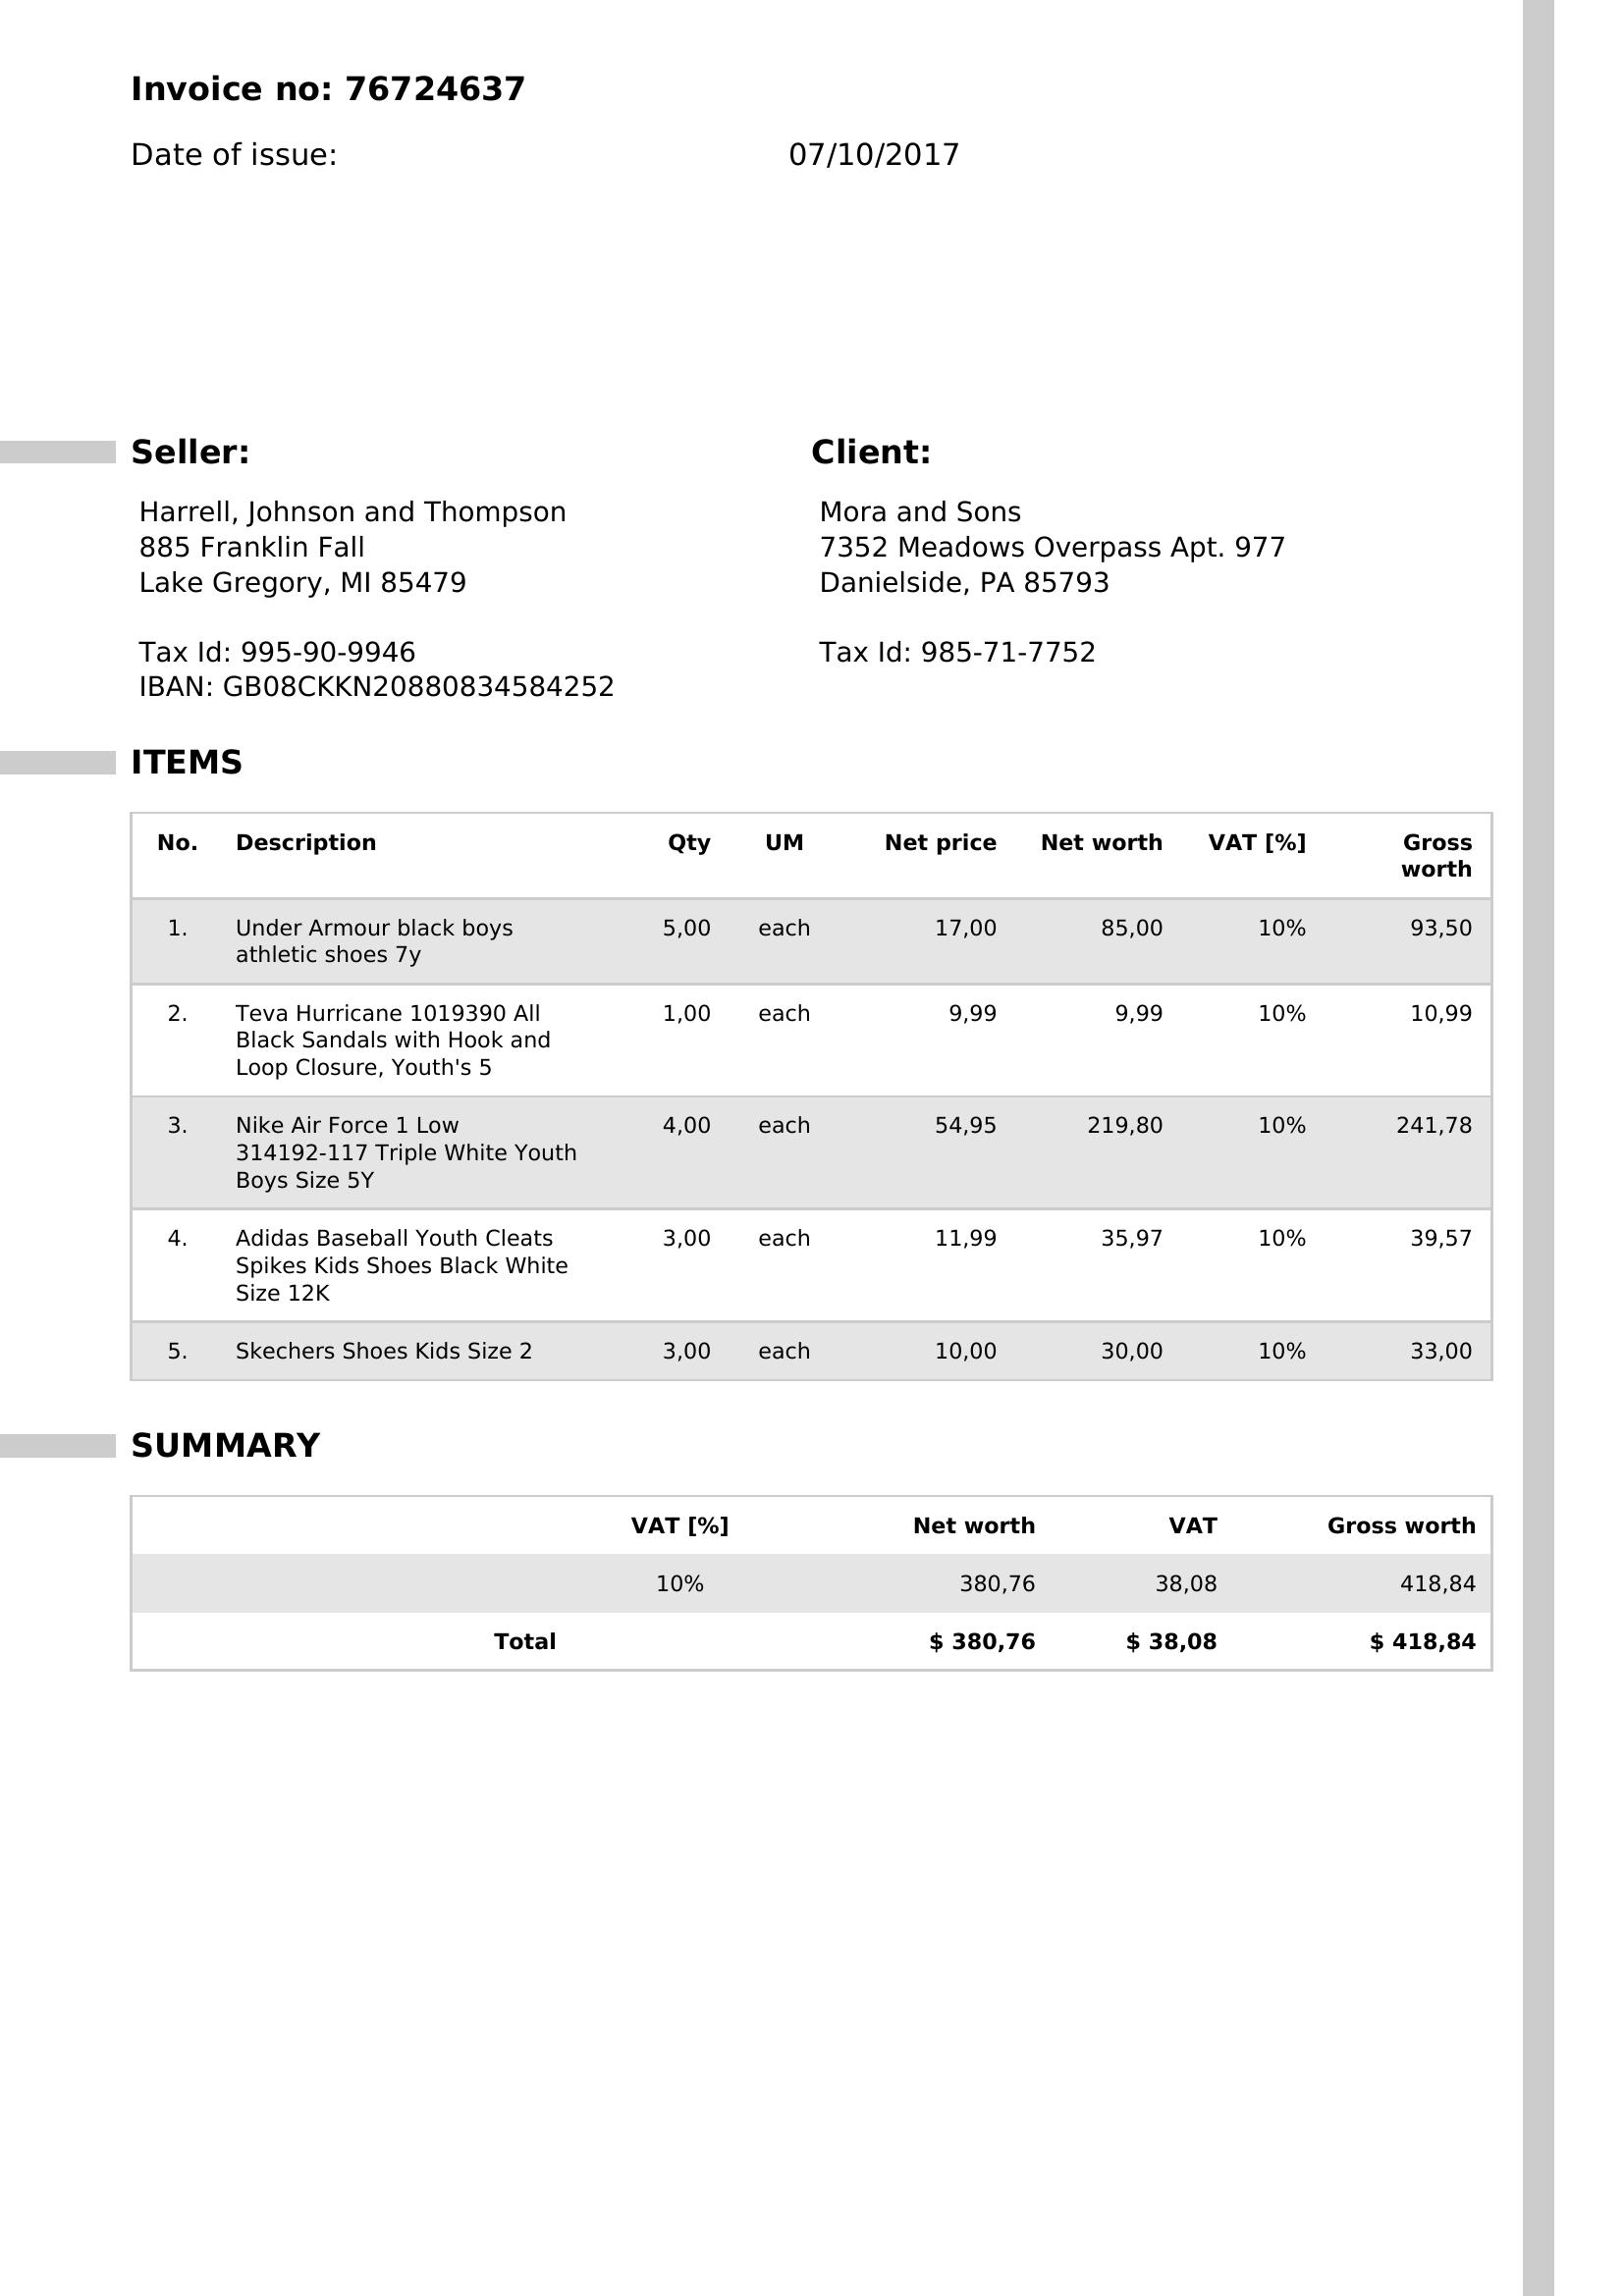 Invoice no: 76724637
Date of issue: 07/10/2017
Seller:
Harrell, Johnson and Thompson
885 Franklin Fall
Lake Gregory, MI 85479
Tax Id: 995-90-9946
IBAN: GB08CKKN20880834584252
Client:
Mora and Sons
7352 Meadows Overpass Apt. 977
Danielside, PA 85793
Tax Id: 985-71-7752
ITEMS
No. Description Qty UM Net price Net worth VAT [%] Gross
worth
1. Under Armour black boys 5,00 each 17,00 85,00 10% 93,50
athletic shoes 7y
2. Teva Hurricane 1019390 All 1,00 each 9,99 9,99 10% 10,99
Black Sandals with Hook and
Loop Closure, Youth's 5
3. Nike Air Force 1 Low 4,00 each 54,95 219,80 10% 241,78
314192-117 Triple White Youth
Boys Size 5Y
4. Adidas Baseball Youth Cleats 3,00 each 11,99 35,97 10% 39,57
Spikes Kids Shoes Black White
Size 12K
5. Skechers Shoes Kids Size 2 3,00 each 10,00 30,00 10% 33,00
SUMMARY
VAT [%] Net worth VAT Gross worth
10% 380,76 38,08 418,84
Total $ 380,76 $ 38,08 $ 418,84